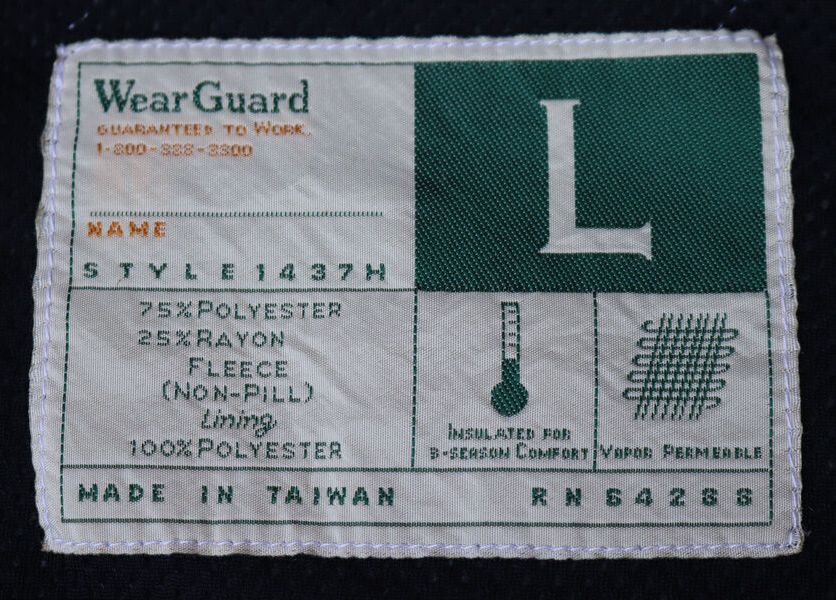 WearGuard
GUARANTEED TO WORK.
1-800-388-3300
L
NAME
STYLE 1437H
75% POLYESTER
25% RAYON
FLEECE
(NON-PILL)
Lining
100% POLYESTER
INSULATED FOR
3-SEASON COMFORT
VAPOR PERMEABLE
MADE IN TAIWAN
RN 64288